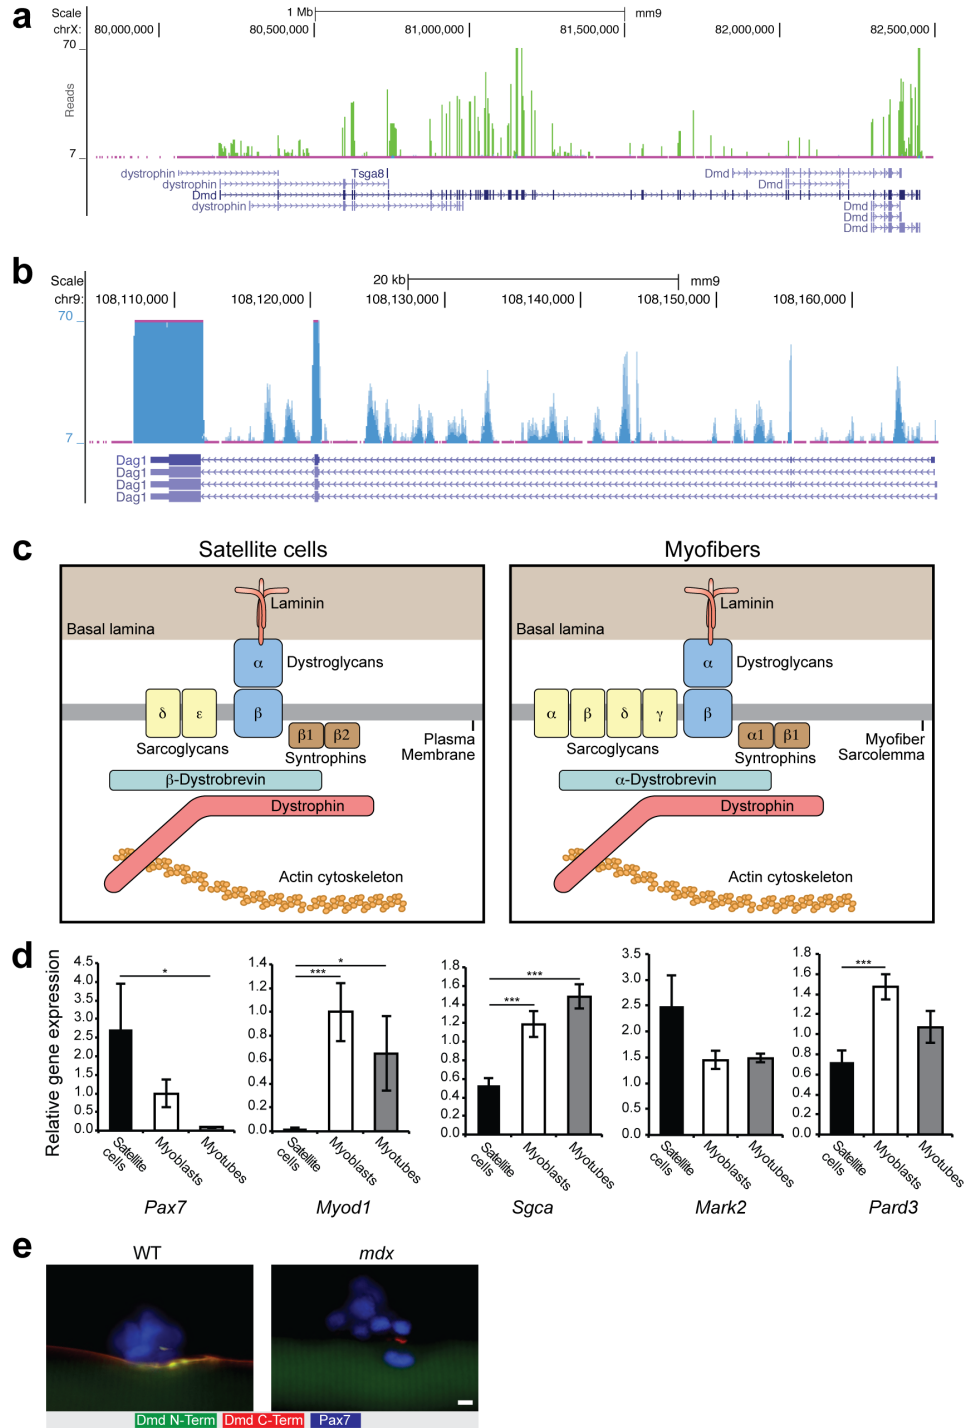 a
Scale 1 Mb mm9
chrX: 80,000,000 80,500,000 81,000,000 81,500,000 82,000,000 82,500,000
70
Reads
7
dystrophin Tsga8 Dmd
dystrophin Dmd
Dmd
dystrophin Dmd
Dmd
Dmd
b
Scale 20 kb mm9
chr9: 108,110,000 108,120,000 108,130,000 108,140,000 108,150,000 108,160,000
70
7
Dag1
Dag1
Dag1
Dag1
c
Satellite cells
Laminin
Basal lamina
α Dystroglycans
δ ε β
Sarcoglycans
β1 β2
Syntrophins
Plasma
Membrane
β-Dystrobrevin
Dystrophin
Actin cytoskeleton
Myofibers
Laminin
Basal lamina
α Dystroglycans
α β δ γ β
Sarcoglycans
α1 β1
Syntrophins
Myofiber
Sarcolemma
α-Dystrobrevin
Dystrophin
Actin cytoskeleton
d
Relative gene expression
4.5
4.0
3.5
3.0
2.5
2.0
1.5
1.0
0.5
0.0
*
Satellite cells
Myoblasts
Myotubes
Pax7
1.4
1.2
1.0
0.8
0.6
0.4
0.2
0.0
*
***
Satellite cells
Myoblasts
Myotubes
Myod1
1.8
1.6
1.4
1.2
1.0
0.8
0.6
0.4
0.2
0.0
***
***
Satellite cells
Myoblasts
Myotubes
Sgca
3.5
3.0
2.5
2.0
1.5
1.0
0.5
0.0
Satellite cells
Myoblasts
Myotubes
Mark2
1.8
1.6
1.4
1.2
1.0
0.8
0.6
0.4
0.2
0.0
***
Satellite cells
Myoblasts
Myotubes
Pard3
e
WT mdx
Dmd N-Term Dmd C-Term Pax7